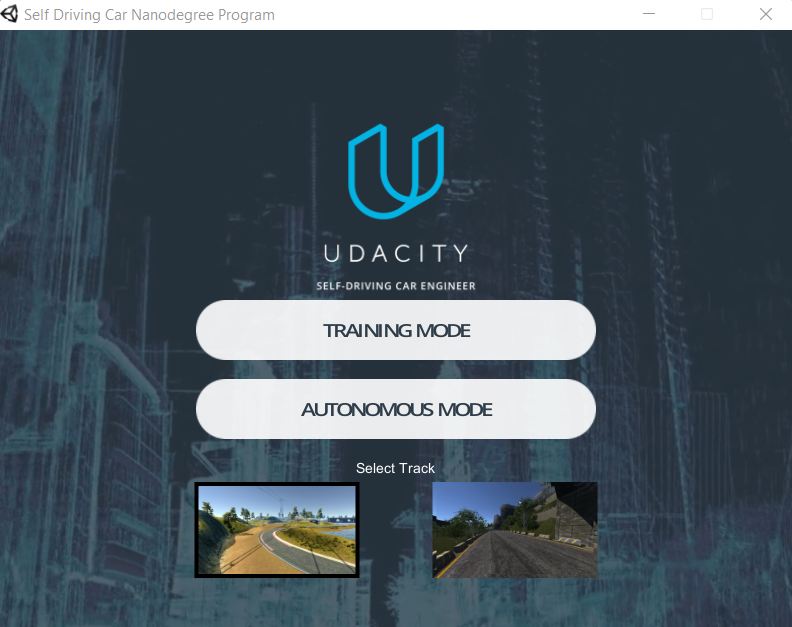 Self Driving Car Nanodegree Program
UDACITY
SELF-DRIVING CAR ENGINEER
TRAINING MODE
AUTONOMOUS MODE
Select Track